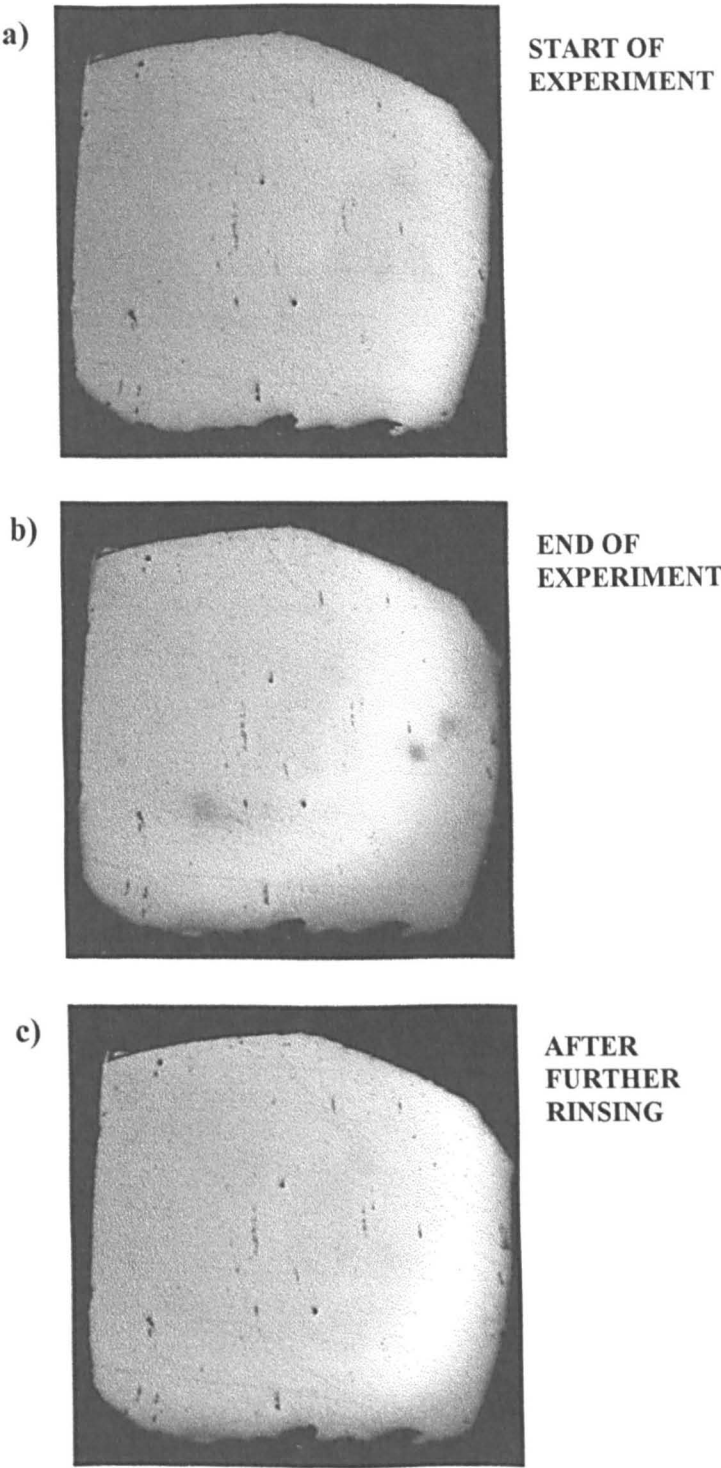 a)
START OF
EXPERIMENT
b)
END OF
EXPERIMENT
c)
AFTER
FURTHER
RINSING